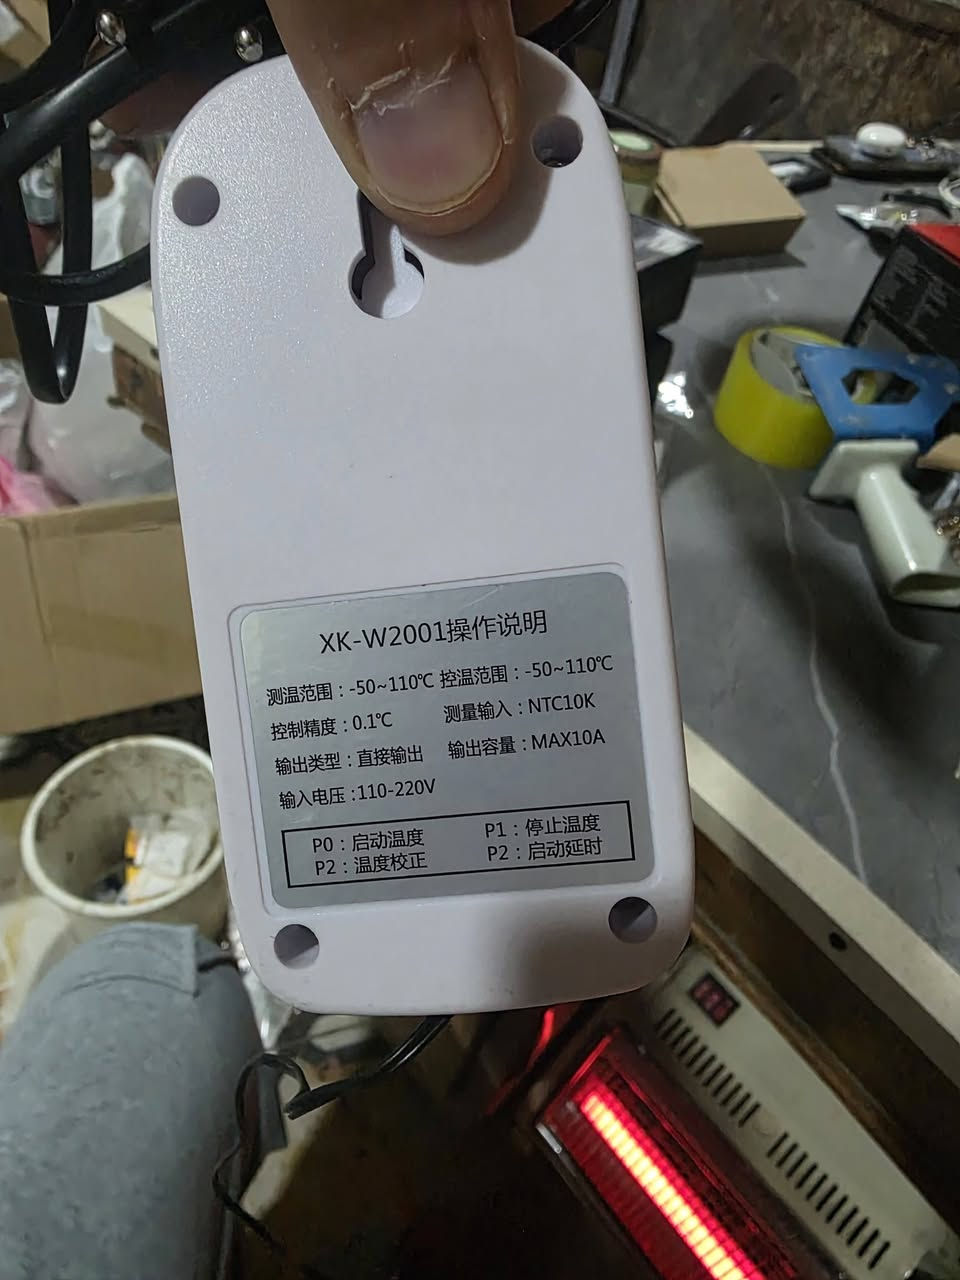 XK-W2001操作说明
测温范围：-50~110℃ 控温范围：-50~110℃
控制精度：0.1℃ 测量输入：NTC10K
输出类型：直接输出 输出容量：MAX10A
输入电压：110-220V
P0：启动温度 P1：停止温度
P2：温度校正 P2：启动延时